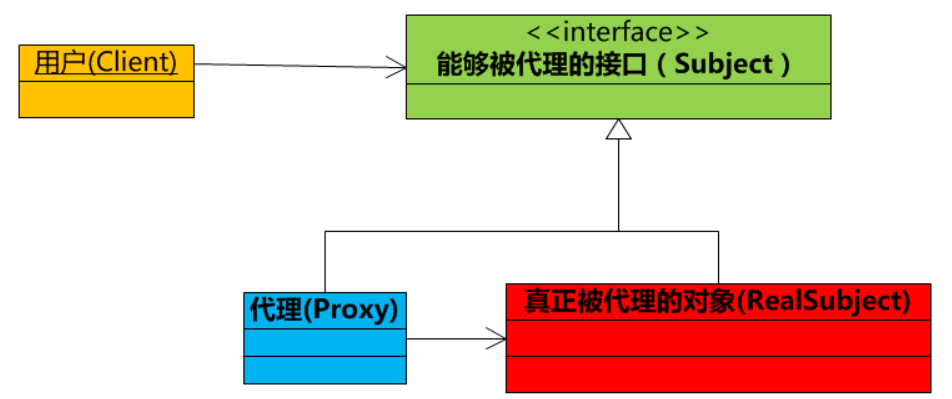 用户(Client)
<<interface>>
能够被代理的接口（Subject）
代理(Proxy)
真正被代理的对象(RealSubject)